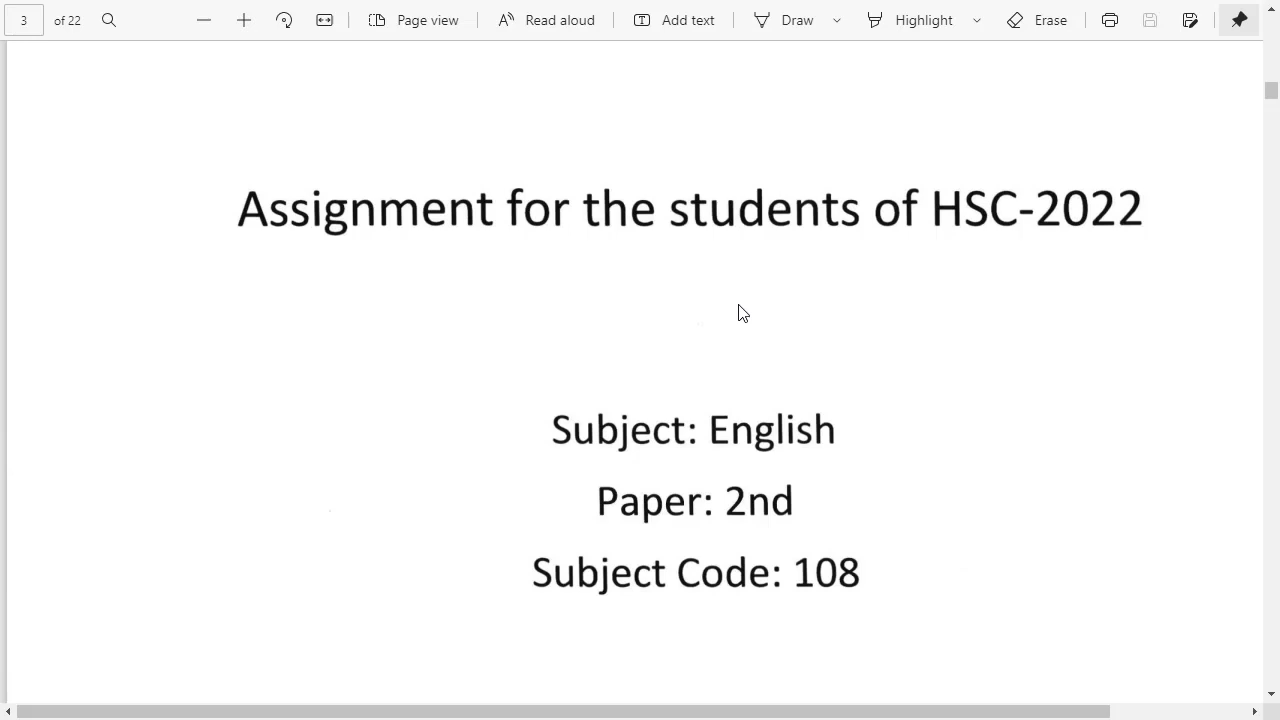 3 of 22 Page view Read aloud Add text Draw Highlight Erase
Assignment for the students of HSC-2022
Subject: English
Paper: 2nd
Subject Code: 108